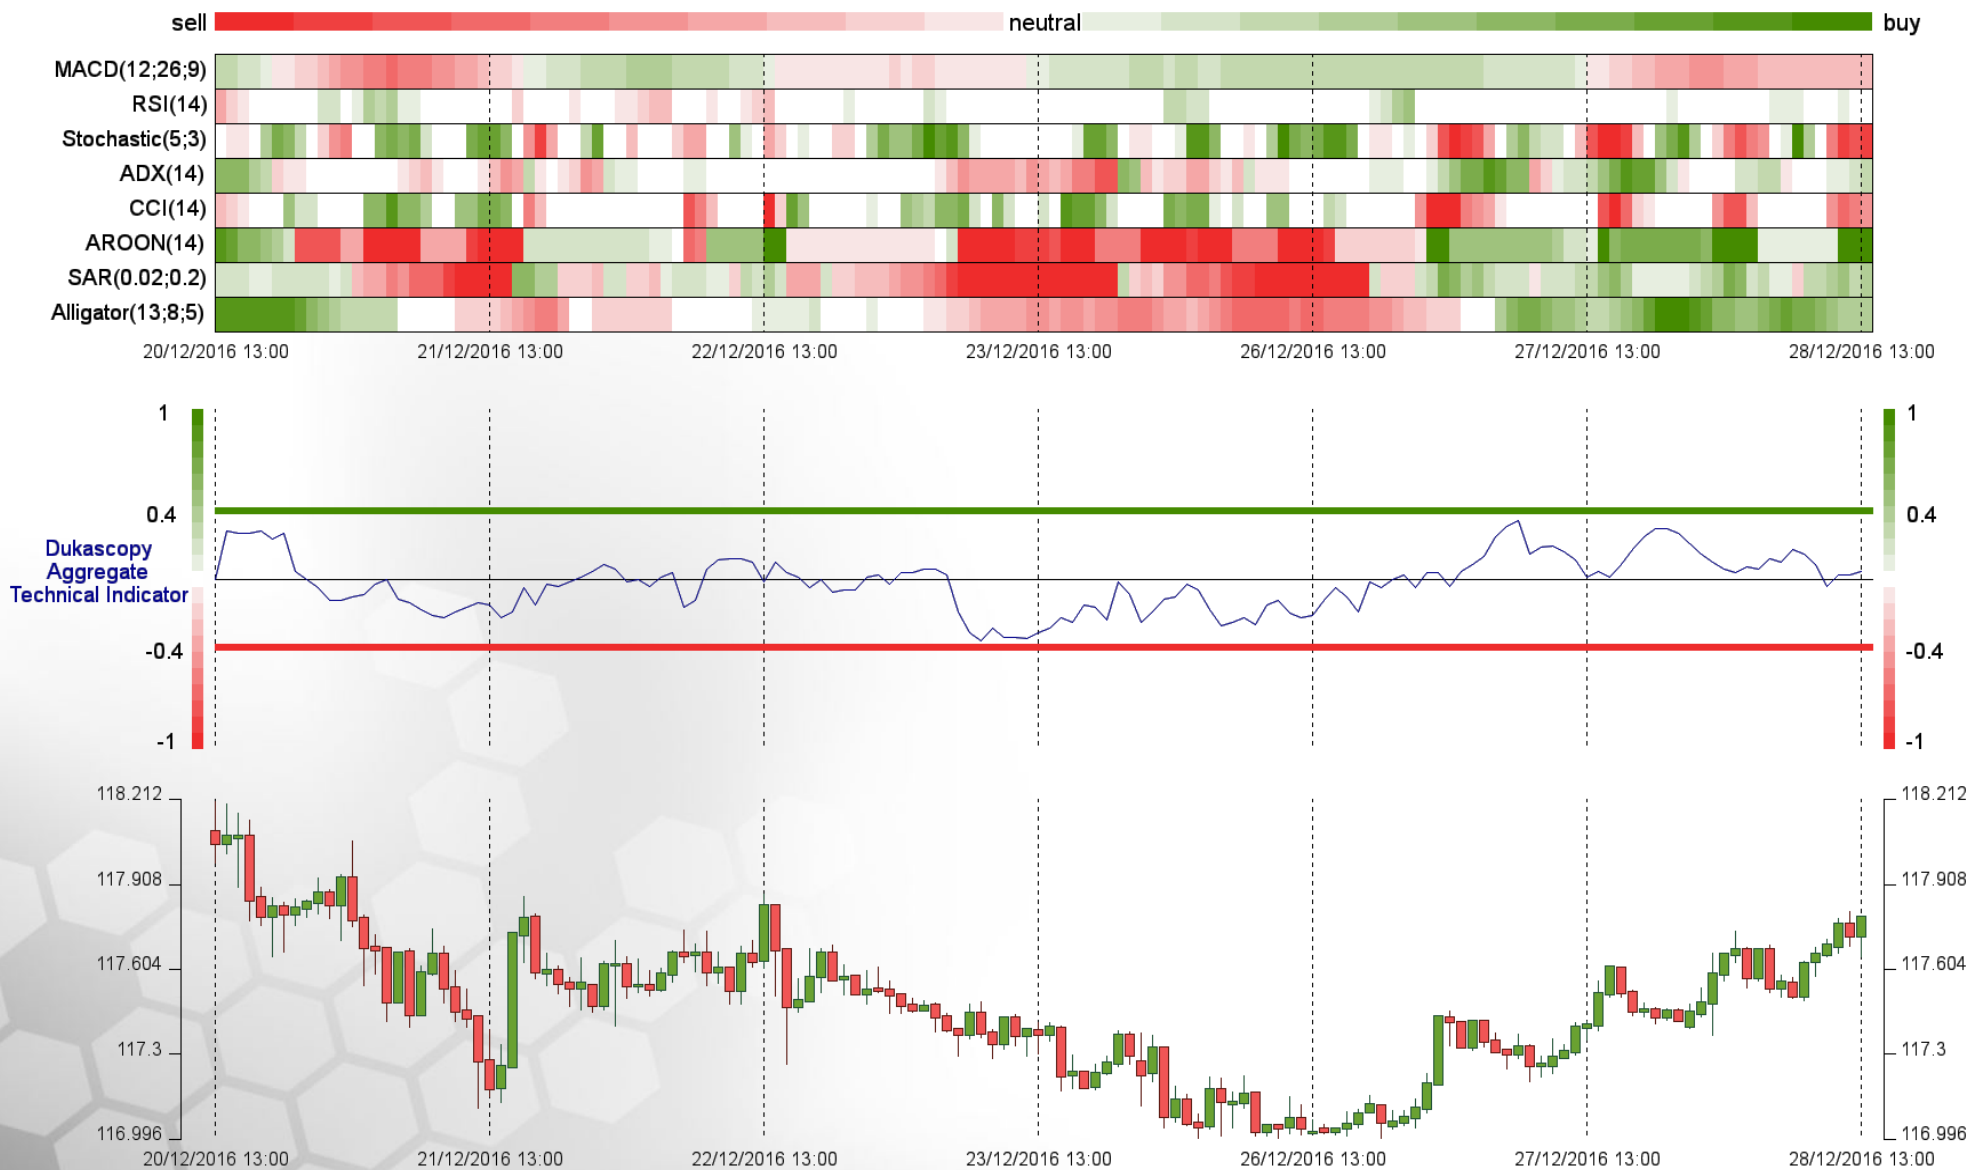 sell neutral buy
MACD(12;26;9)
RSI(14)
Stochastic(5;3)
ADX(14)
CCI(14)
AROON(14)
SAR(0.02;0.2)
Alligator(13;8;5)
20/12/2016 13:00 21/12/2016 13:00 22/12/2016 13:00 23/12/2016 13:00 26/12/2016 13:00 27/12/2016 13:00 28/12/2016 13:00
1 1
0.4 0.4
Dukascopy
Aggregate
Technical Indicator
-0.4 -0.4
-1 -1
118.212 118.212
117.908 117.908
117.604 117.604
117.3 117.3
116.996 116.996
20/12/2016 13:00 21/12/2016 13:00 22/12/2016 13:00 23/12/2016 13:00 26/12/2016 13:00 27/12/2016 13:00 28/12/2016 13:00